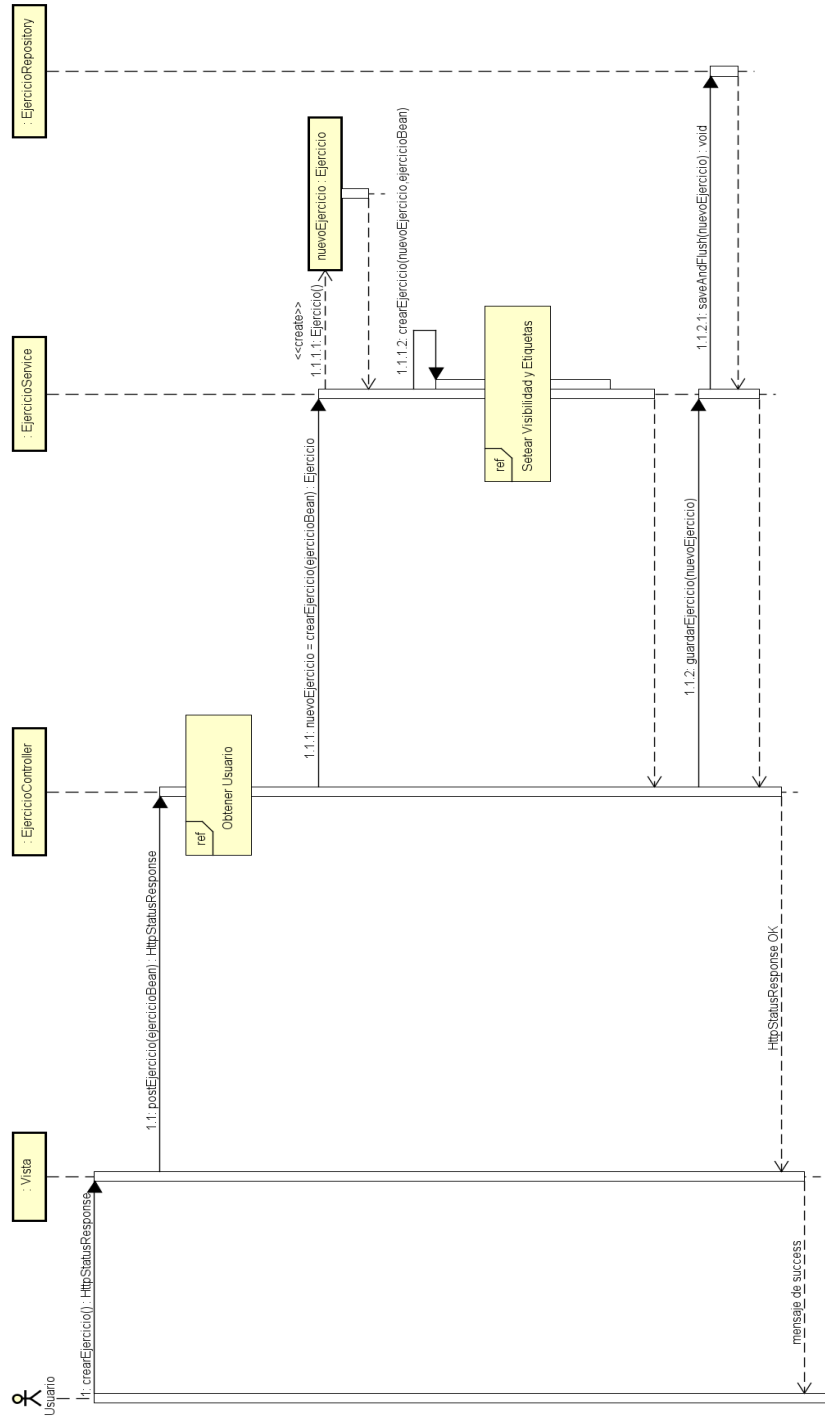 Usuario
: Vista
: EjercicioController
: EjercicioService
: EjercicioRepository
1: crearEjercicio() : HttpStatusResponse
1.1: postEjercicio(ejercicioBean) : HttpStatusResponse
ref
Obtener Usuario
1.1.1: nuevoEjercicio = crearEjercicio(ejercicioBean) : Ejercicio
<<create>>
1.1.1.1: Ejercicio()
nuevoEjercicio : Ejercicio
1.1.1.2: crearEjercicio(nuevoEjercicio,ejercicioBean)
ref
Setear Visibilidad y Etiquetas
1.1.2: guardarEjercicio(nuevoEjercicio)
1.1.2.1: saveAndFlush(nuevoEjercicio) : void
HttpStatusResponse OK
mensaje de success